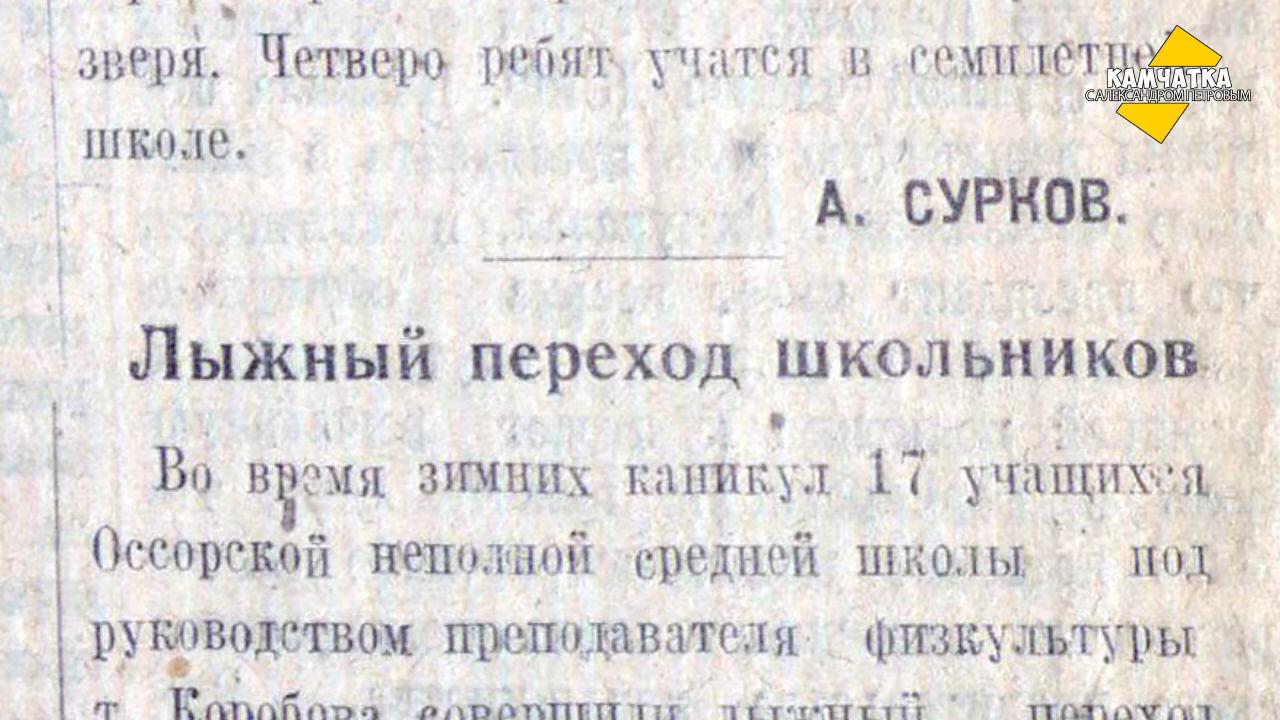 зверя. Четверо ребят учатся в семилетней
школе.
А. СУРКОВ.
Лыжный переход школьников
Во время зимних каникул 17 учащихся
Оссорской неполной средней школы под
руководством преподавателя физкультуры
т. Коробова совершили лыжный переход
КАМЧАТКА
С АЛЕКСАНДРОМ ПЕТРОВЫМ